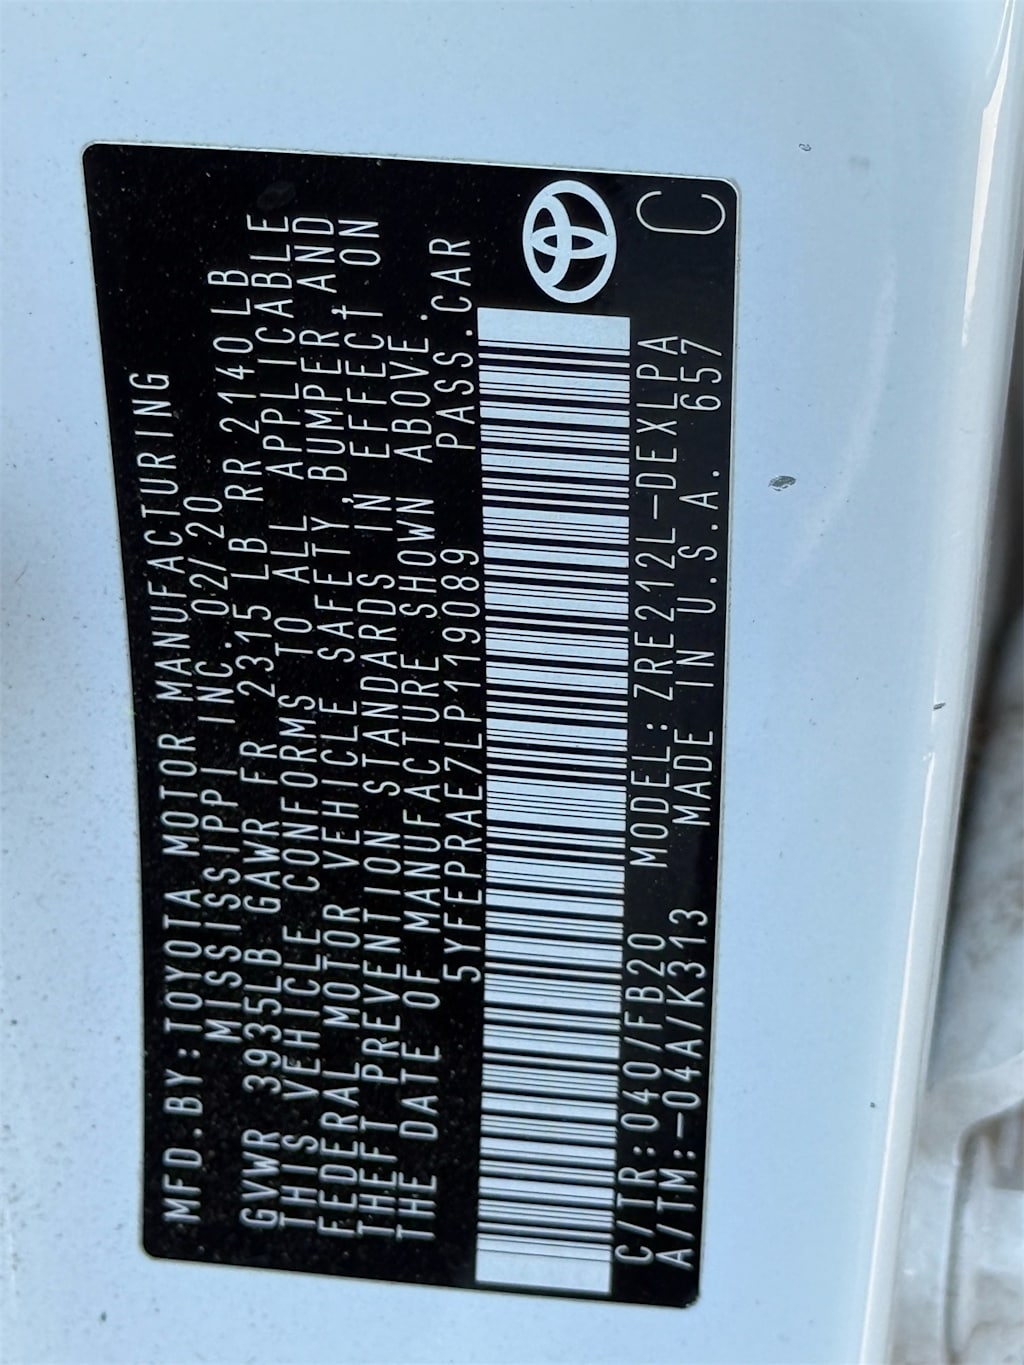 MFD.BY:TOYOTA MOTOR MANUFACTURING
MISSISSIPPI INC. 02/20
GVWR 3935LB GAWR FR 2315 LB RR 2140LB
THIS VEHICLE CONFORMS TO ALL APPLICABLE
FEDERAL MOTOR VEHICLE SAFETY,BUMPER,AND
THEFT PREVENTION STANDARDS IN EFFECT ON
THE DATE OF MANUFACTURE SHOWN ABOVE.
5YFEPRAE7LP119089 PASS.CAR
C/TR:040/FB20 MODEL:ZRE212L-DEXLPA
A/TM:-04A/K313 MADE IN U.S.A. 657 C